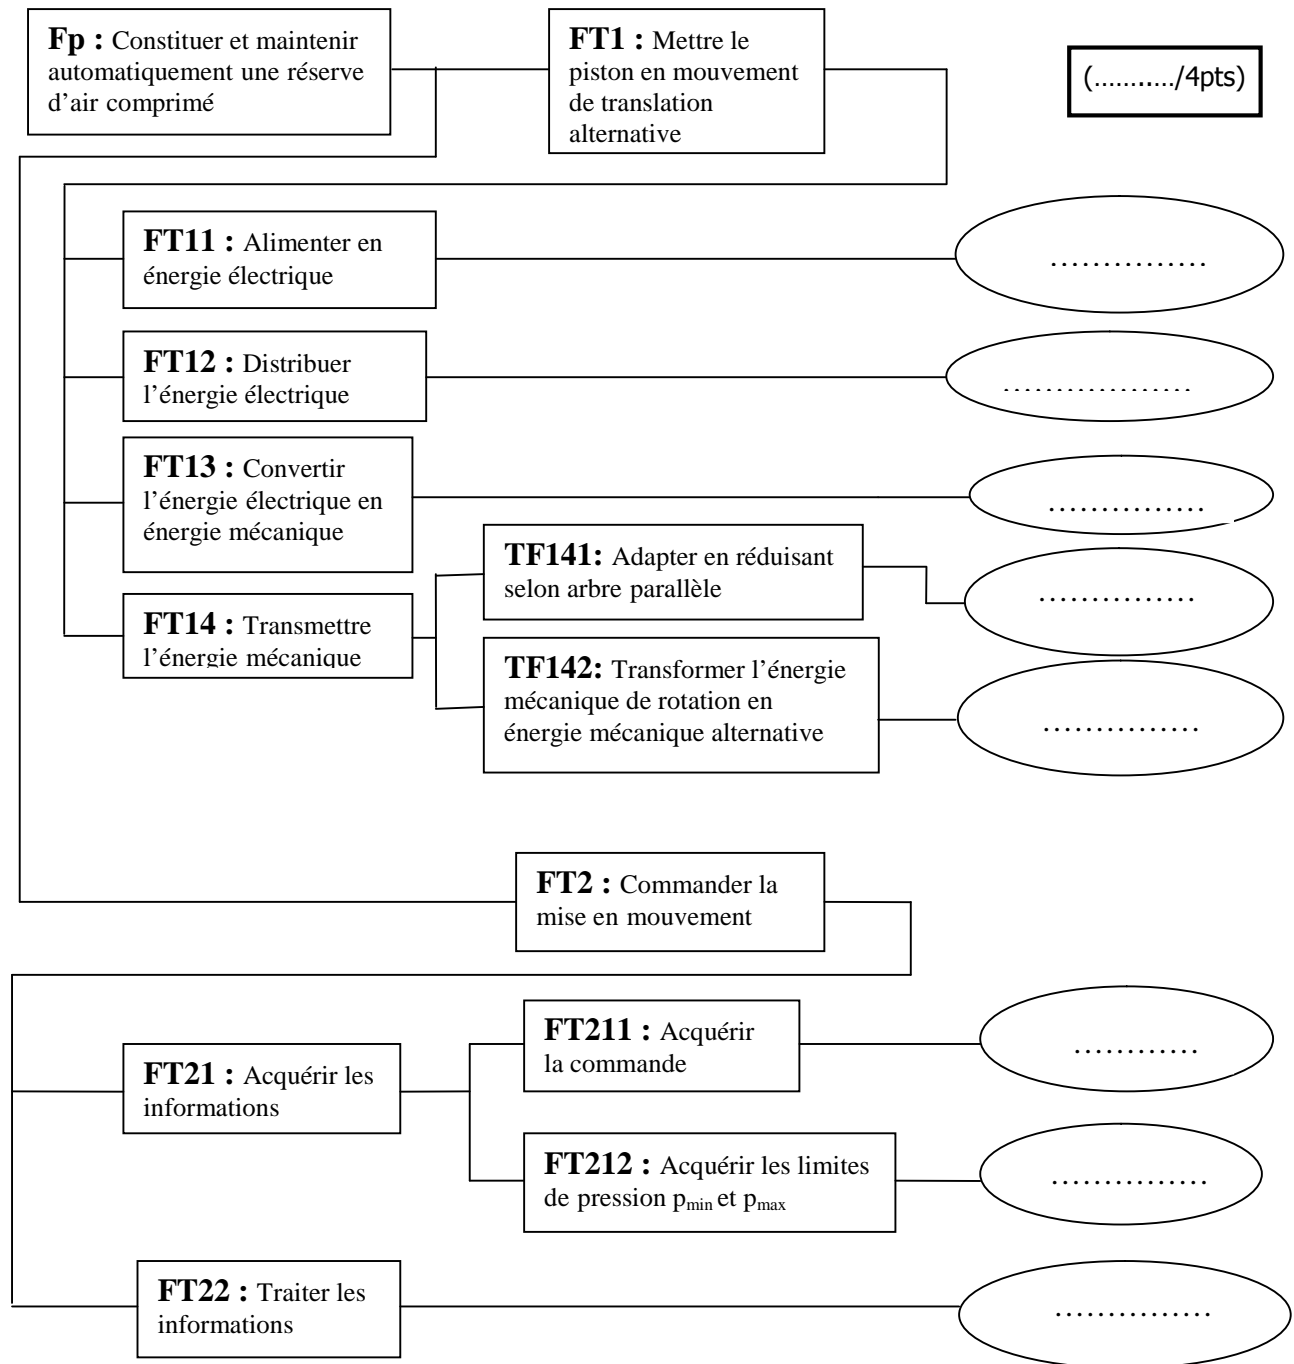 Fp : Constituer et maintenir
automatiquement une réserve
d’air comprimé
FT1 : Mettre le
piston en mouvement
de translation
alternative
(……..…/4pts)
FT11 : Alimenter en
énergie électrique
……………
FT12 : Distribuer
l’énergie électrique
………………
FT13 : Convertir
l’énergie électrique en
énergie mécanique
……………
TF141: Adapter en réduisant
selon arbre parallèle
……………
FT14 : Transmettre
l’énergie mécanique
TF142: Transformer l’énergie
mécanique de rotation en
énergie mécanique alternative
……………
FT2 : Commander la
mise en mouvement
FT211 : Acquérir
la commande
…………
FT21 : Acquérir les
informations
FT212 : Acquérir les limites
de pression pmin et pmax
……………
FT22 : Traiter les
informations
……………